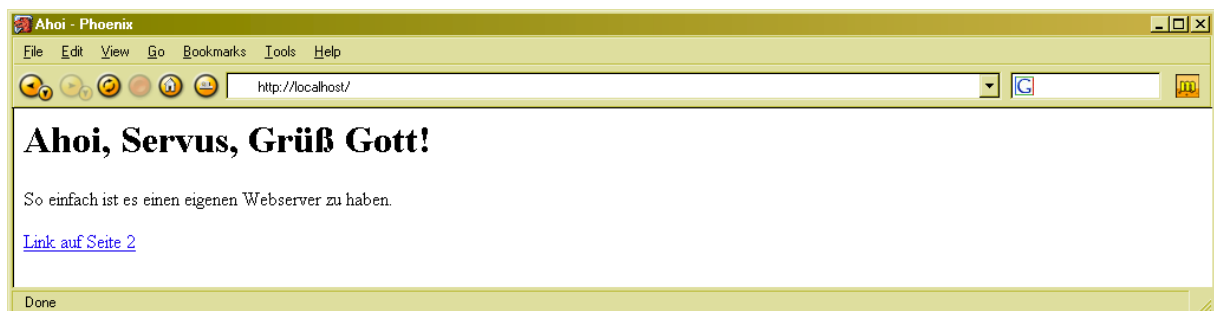 Ahoi - Phoenix
File Edit View Go Bookmarks Tools Help
http://localhost/ G
Ahoi, Servus, Grüß Gott!
So einfach ist es einen eigenen Webserver zu haben.
Link auf Seite 2
Done